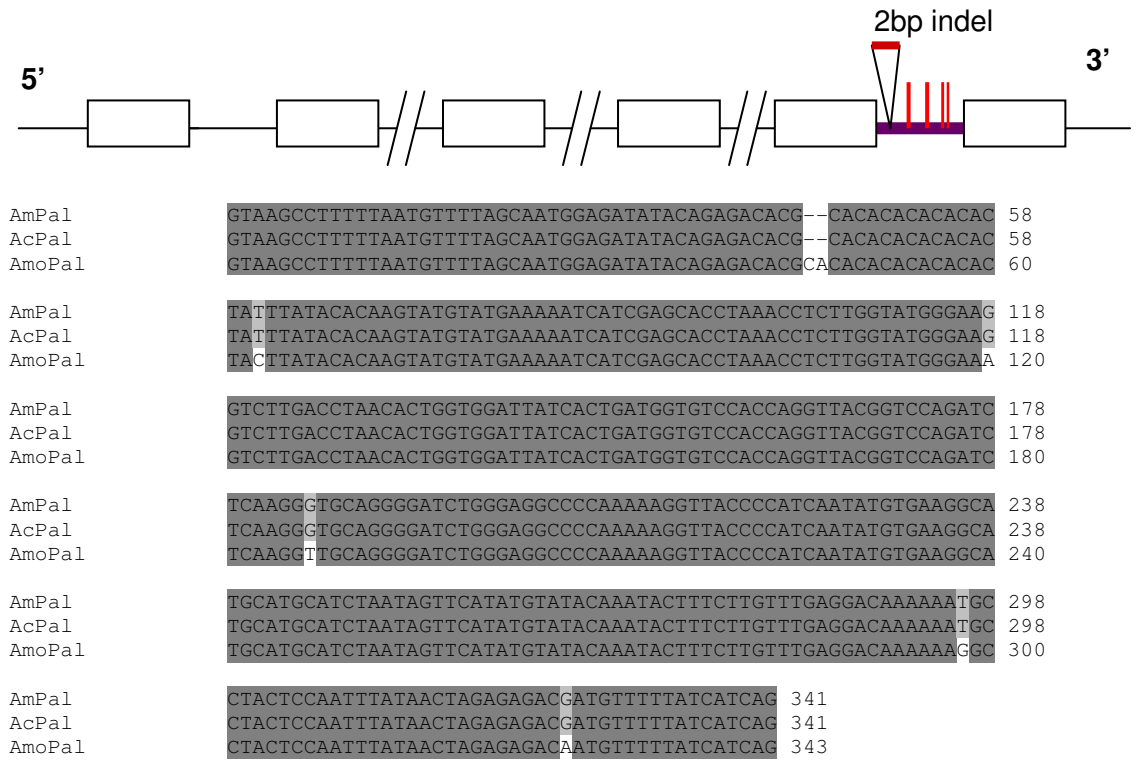 2bp indel
5’ 3’
AmPal GTAAGCCTTTTTAATGTTTTAGCAATGGAGATATACAGAGACACG--CACACACACACAC 58
AcPal GTAAGCCTTTTTAATGTTTTAGCAATGGAGATATACAGAGACACG--CACACACACACAC 58
AmoPal GTAAGCCTTTTTAATGTTTTAGCAATGGAGATATACAGAGACACGCACACACACACACAC 60
AmPal TATTTATACACAAGTATGTATGAAAAATCATCGAGCACCTAAACCTCTTGGTATGGGAAG 118
AcPal TATTTATACACAAGTATGTATGAAAAATCATCGAGCACCTAAACCTCTTGGTATGGGAAG 118
AmoPal TACTTATACACAAGTATGTATGAAAAATCATCGAGCACCTAAACCTCTTGGTATGGGAAA 120
AmPal GTCTTGACCTAACACTGGTGGATTATCACTGATGGTGTCCACCAGGTTACGGTCCAGATC 178
AcPal GTCTTGACCTAACACTGGTGGATTATCACTGATGGTGTCCACCAGGTTACGGTCCAGATC 178
AmoPal GTCTTGACCTAACACTGGTGGATTATCACTGATGGTGTCCACCAGGTTACGGTCCAGATC 180
AmPal TCAAGGGTGCAGGGGATCTGGGAGGCCCCAAAAAGGTTACCCCATCAATATGTGAAGGCA 238
AcPal TCAAGGGTGCAGGGGATCTGGGAGGCCCCAAAAAGGTTACCCCATCAATATGTGAAGGCA 238
AmoPal TCAAGGTTGCAGGGGATCTGGGAGGCCCCAAAAAGGTTACCCCATCAATATGTGAAGGCA 240
AmPal TGCATGCATCTAATAGTTCATATGTATACAAATACTTTCTTGTTTGAGGACAAAAAATGC 298
AcPal TGCATGCATCTAATAGTTCATATGTATACAAATACTTTCTTGTTTGAGGACAAAAAATGC 298
AmoPal TGCATGCATCTAATAGTTCATATGTATACAAATACTTTCTTGTTTGAGGACAAAAAAGGC 300
AmPal CTACTCCAATTTATAACTAGAGAGACGATGTTTTTATCATCAG 341
AcPal CTACTCCAATTTATAACTAGAGAGACGATGTTTTTATCATCAG 341
AmoPal CTACTCCAATTTATAACTAGAGAGACAATGTTTTTATCATCAG 343